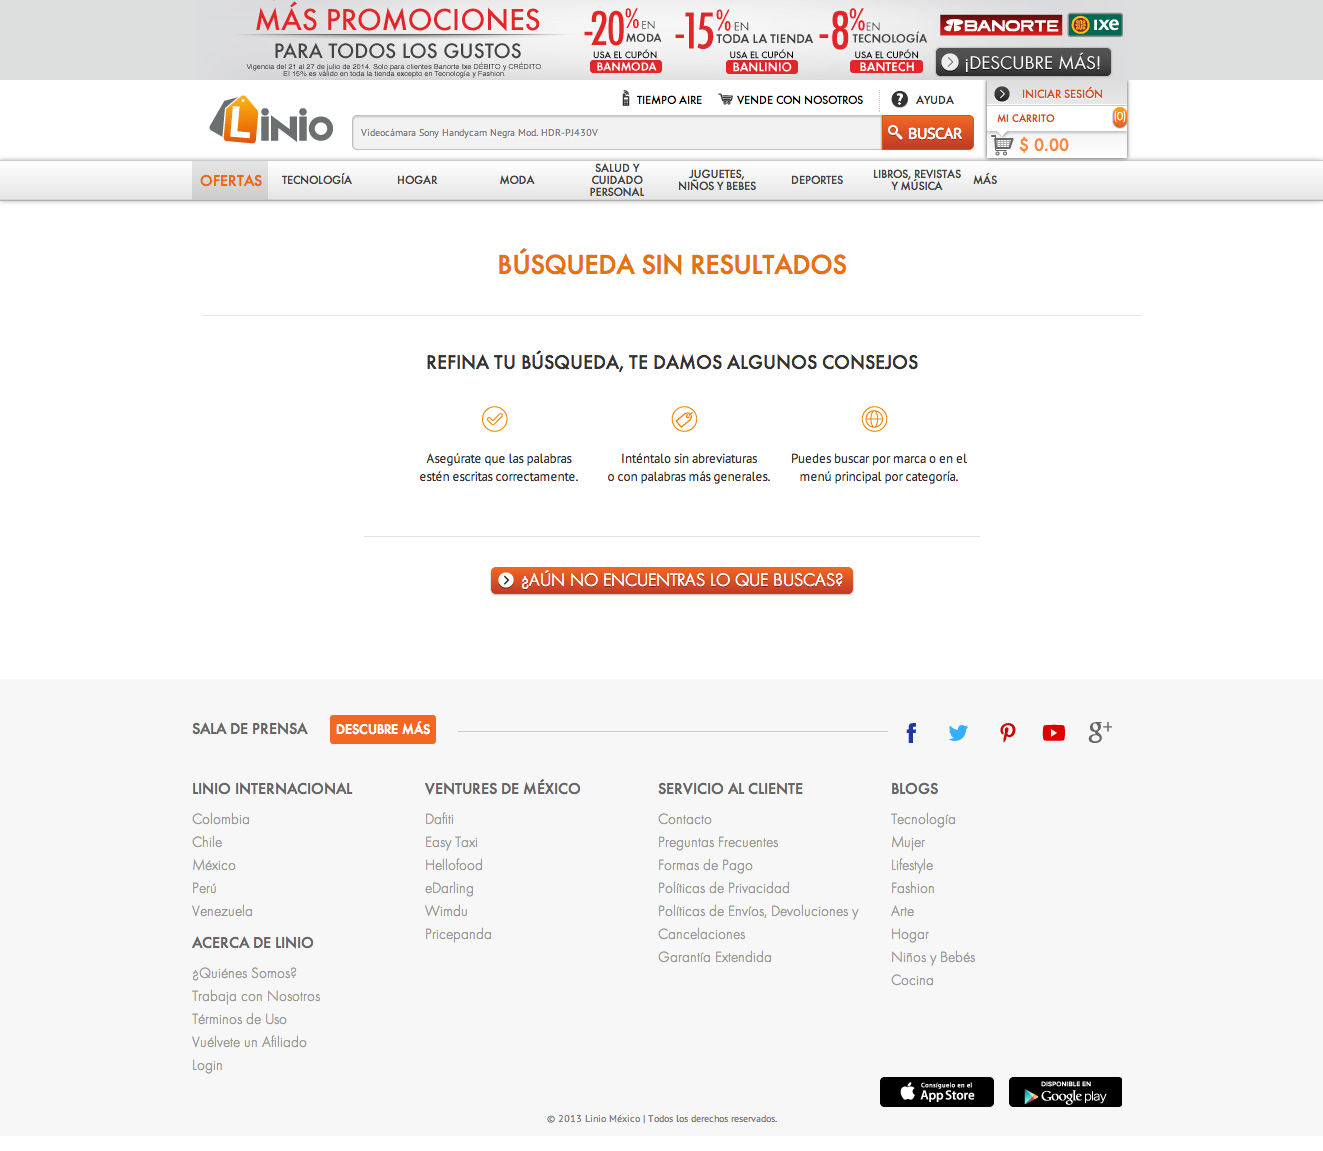 MÁS PROMOCIONES
PARA TODOS LOS GUSTOS
Vigencia del 21 al 27 de julio de 2014. Solo para clientes Banorte Ixe DÉBITO y CRÉDITO.
El 15% es válido en toda la tienda excepto en Tecnología y Fashion.
-20% EN MODA
USA EL CUPÓN
BANMODA
-15% EN TODA LA TIENDA
USA EL CUPÓN
BANLINIO
-8% EN TECNOLOGÍA
USA EL CUPÓN
BANTECH
BANORTE
IXE
¡DESCUBRE MÁS!
LINIO
TIEMPO AIRE
VENDE CON NOSOTROS
AYUDA
Videocámara Sony Handycam Negra Mod. HDR-PJ430V
BUSCAR
INICIAR SESIÓN
MI CARRITO
(0)
$ 0.00
OFERTAS
TECNOLOGÍA
HOGAR
MODA
SALUD Y
CUIDADO
PERSONAL
JUGUETES,
NIÑOS Y BEBES
DEPORTES
LIBROS, REVISTAS
Y MÚSICA
MÁS
BÚSQUEDA SIN RESULTADOS
REFINA TU BÚSQUEDA, TE DAMOS ALGUNOS CONSEJOS
Asegúrate que las palabras
estén escritas correctamente.
Inténtalo sin abreviaturas
o con palabras más generales.
Puedes buscar por marca o en el
menú principal por categoría.
¿AÚN NO ENCUENTRAS LO QUE BUSCAS?
SALA DE PRENSA
DESCUBRE MÁS
LINIO INTERNACIONAL
Colombia
Chile
México
Perú
Venezuela
ACERCA DE LINIO
¿Quiénes Somos?
Trabaja con Nosotros
Términos de Uso
Vuélvete un Afiliado
Login
VENTURES DE MÉXICO
Dafiti
Easy Taxi
Hellofood
eDarling
Wimdu
Pricepanda
SERVICIO AL CLIENTE
Contacto
Preguntas Frecuentes
Formas de Pago
Políticas de Privacidad
Políticas de Envíos, Devoluciones y
Cancelaciones
Garantía Extendida
BLOGS
Tecnología
Mujer
Lifestyle
Fashion
Arte
Hogar
Niños y Bebés
Cocina
Consíguelo en el
App Store
DISPONIBLE EN
Google play
© 2013 Linio México | Todos los derechos reservados.